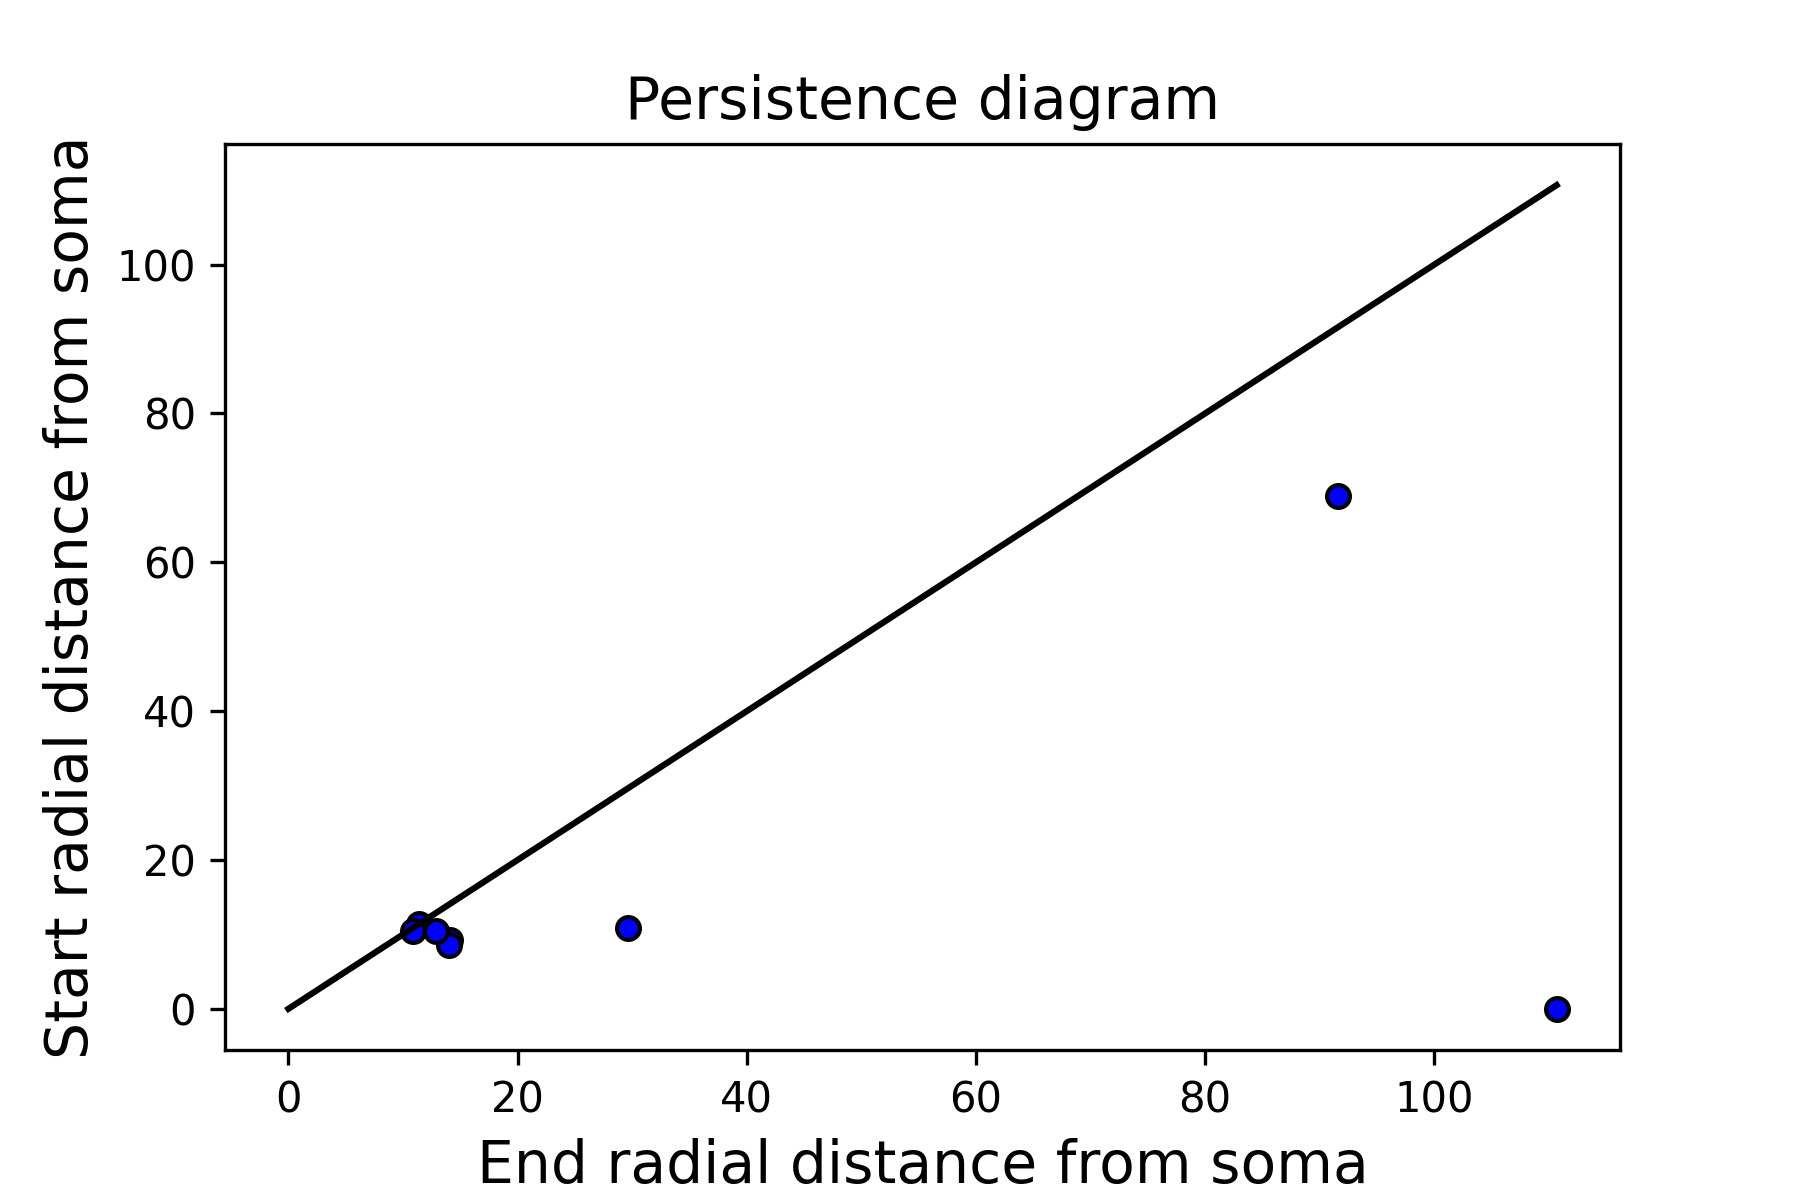 Persistence diagram
Start radial distance from soma
100
80
60
40
20
0
0 20 40 60 80 100
End radial distance from soma